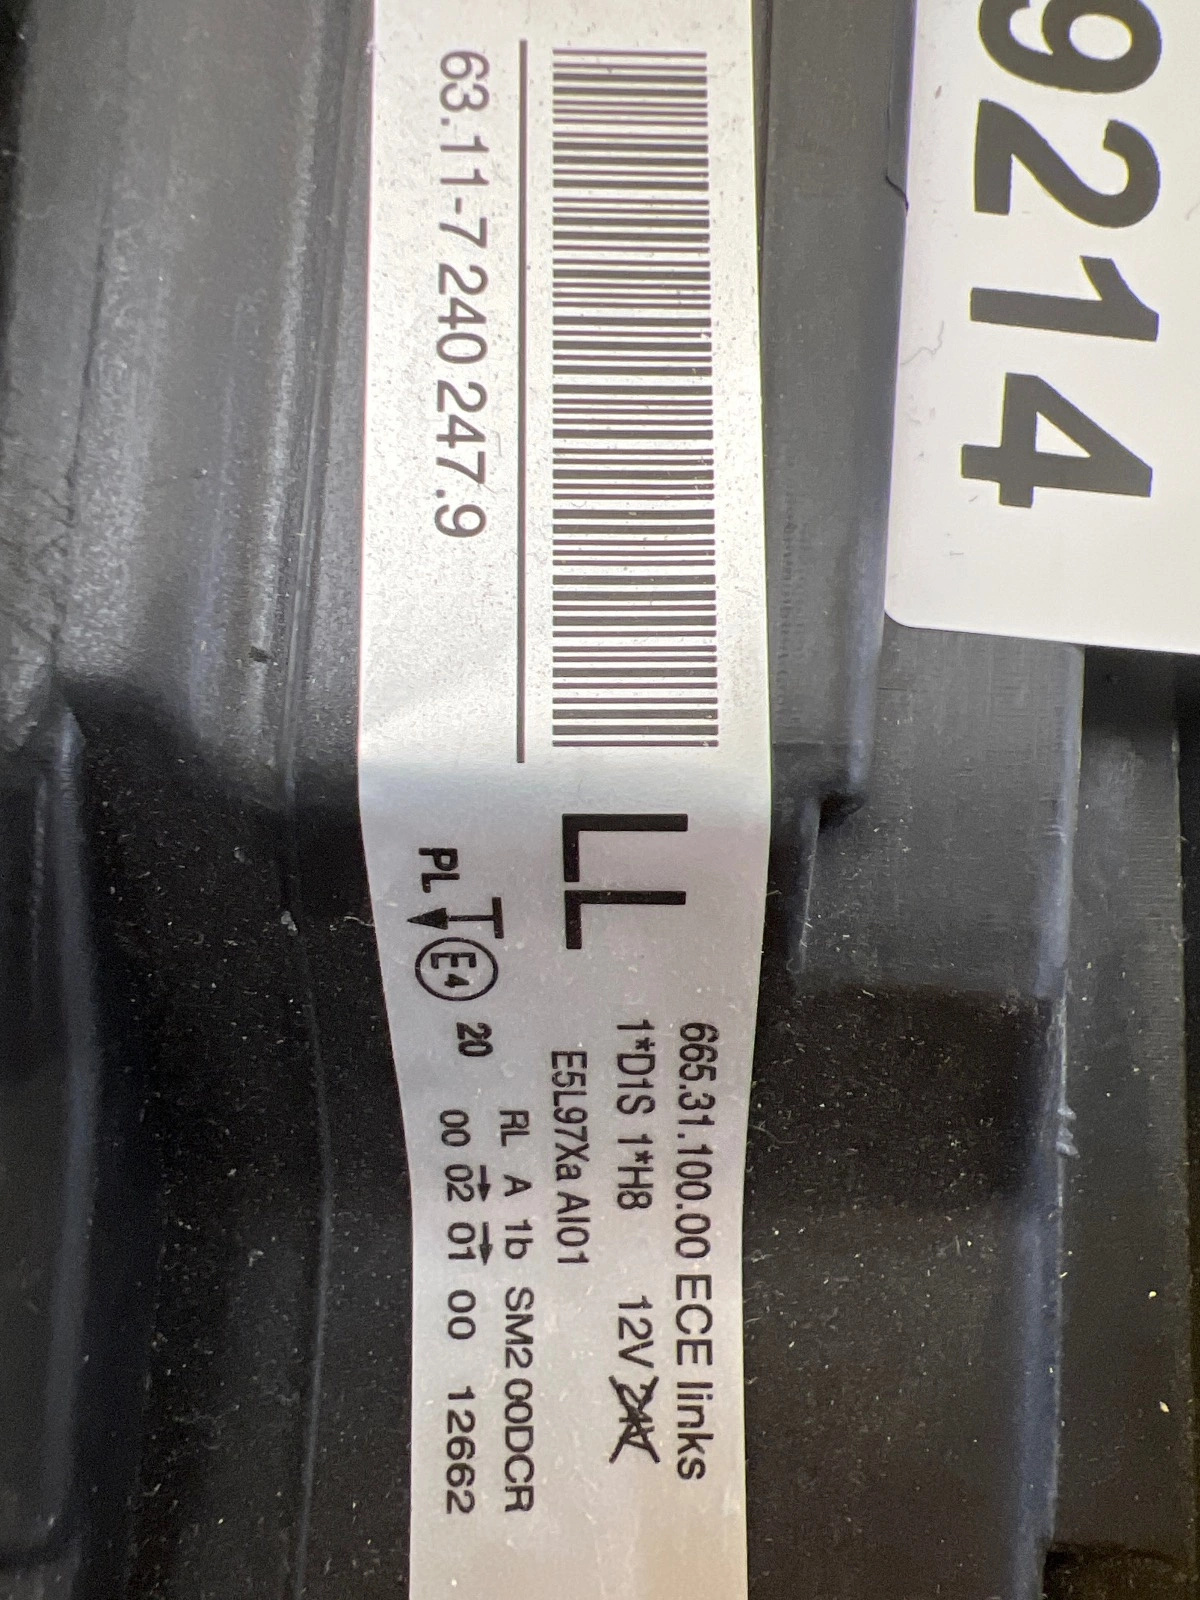 9214
63.11-7 240 247.9
LL
665.31.100.00 ECE links
1*D1S 1*H8 12V 24V
E5L97Xa AI01
RL A 1b SM2 00DCR
PL E4 20 00 02 01 00 12662